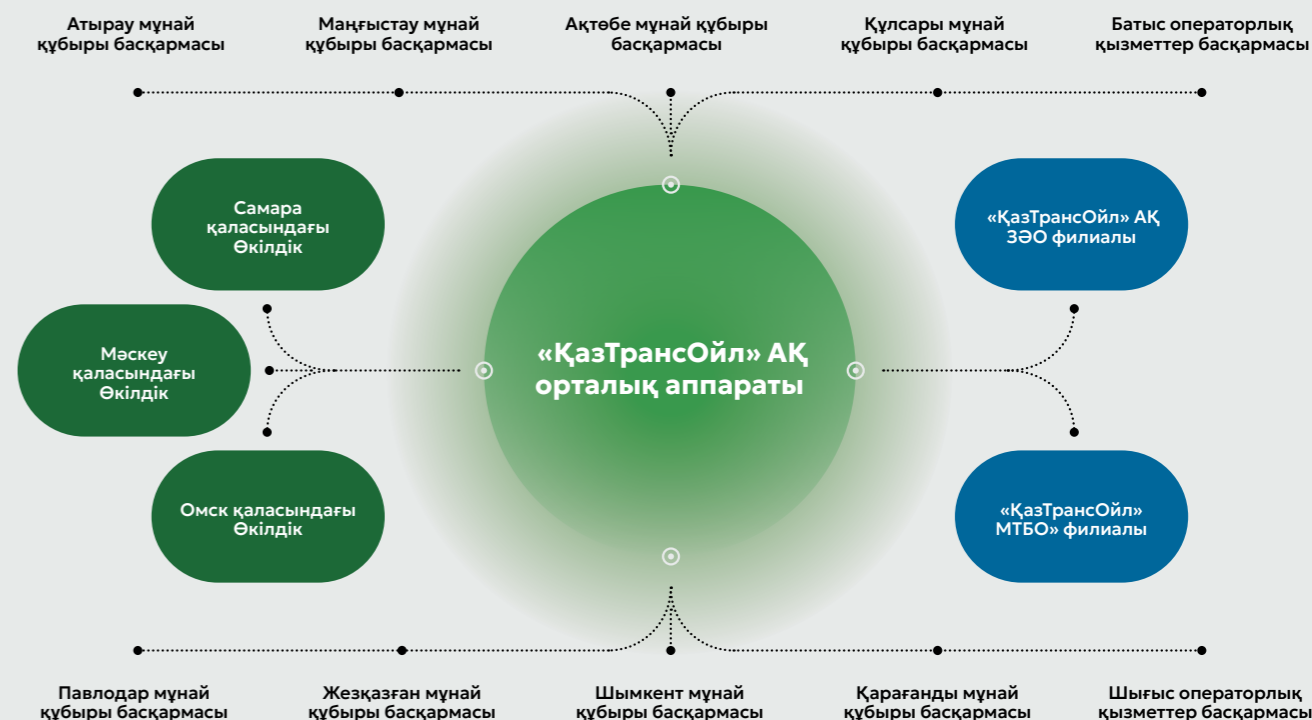 Атырау мұнай
құбыры басқармасы
Маңғыстау мұнай
құбыры басқармасы
Ақтөбе мұнай құбыры
басқармасы
Құлсары мұнай
құбыры басқармасы
Батыс операторлық
қызметтер басқармасы
Самара
қаласындағы
Өкілдік
«ҚазТрансОйл» АҚ
ЗӘО филиалы
Мәскеу
қаласындағы
Өкілдік
«ҚазТрансОйл» АҚ
орталық аппараты
Омск қаласындағы
Өкілдік
«ҚазТрансОйл»
МТБО» филиалы
Павлодар мұнай
құбыры басқармасы
Жезқазған мұнай
құбыры басқармасы
Шымкент мұнай
құбыры басқармасы
Қарағанды мұнай
құбыры басқармасы
Шығыс операторлық
қызметтер басқармасы